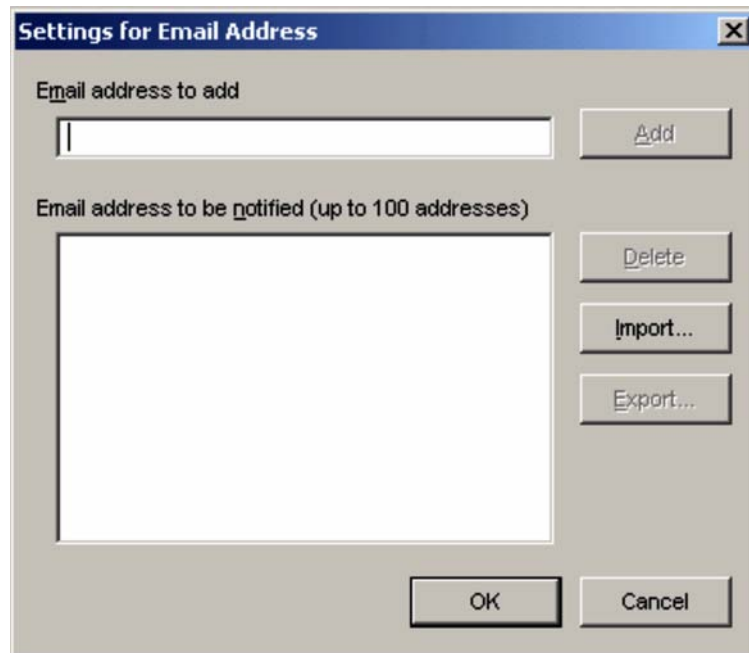 Settings for Email Address
Email address to add
Add
Email address to be notified (up to 100 addresses)
Delete
Import...
Export...
OK
Cancel